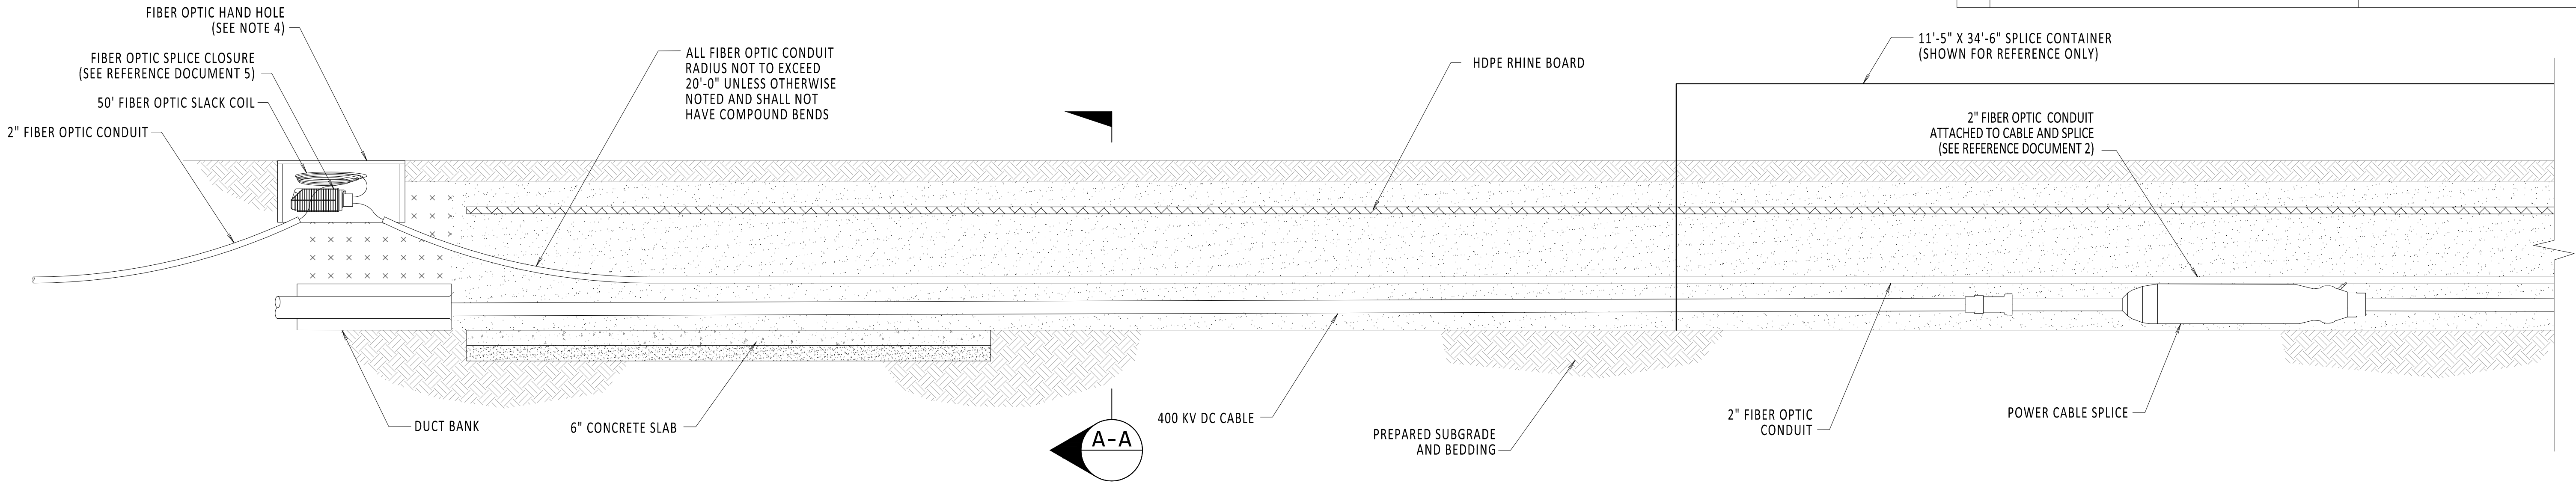 FIBER OPTIC HAND HOLE
(SEE NOTE 4)
FIBER OPTIC SPLICE CLOSURE
(SEE REFERENCE DOCUMENT 5)
50' FIBER OPTIC SLACK COIL
2" FIBER OPTIC CONDUIT
ALL FIBER OPTIC CONDUIT
RADIUS NOT TO EXCEED
20'-0" UNLESS OTHERWISE
NOTED AND SHALL NOT
HAVE COMPOUND BENDS
HDPE RHINE BOARD
11'-5" X 34'-6" SPLICE CONTAINER
(SHOWN FOR REFERENCE ONLY)
2" FIBER OPTIC CONDUIT
ATTACHED TO CABLE AND SPLICE
(SEE REFERENCE DOCUMENT 2)
DUCT BANK
6" CONCRETE SLAB
A-A
400 KV DC CABLE
PREPARED SUBGRADE
AND BEDDING
2" FIBER OPTIC
CONDUIT
POWER CABLE SPLICE